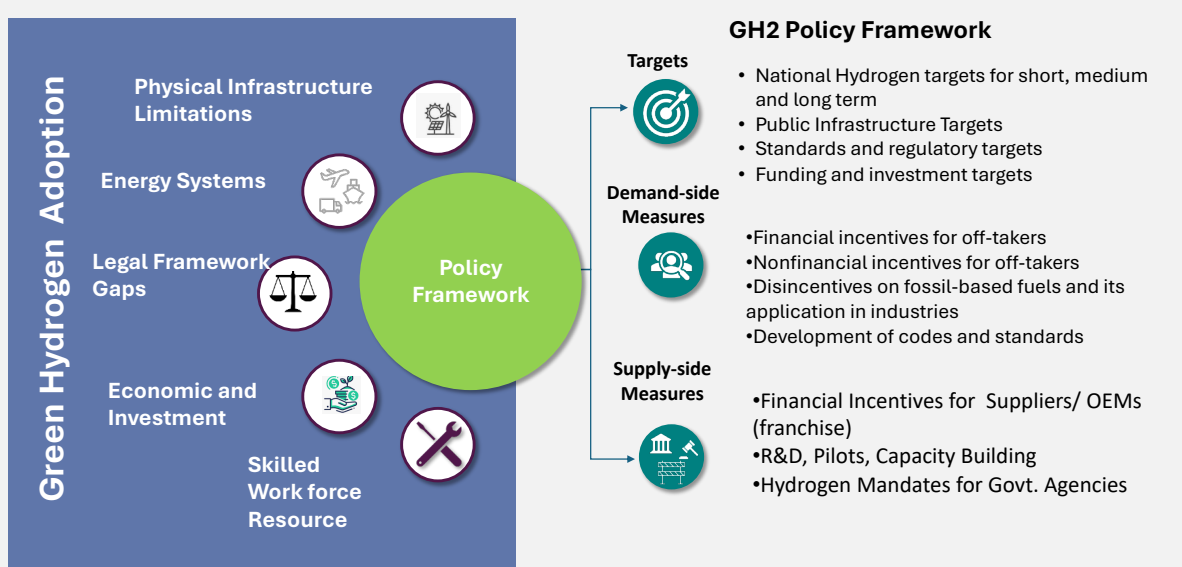 Green Hydrogen Adoption
Physical Infrastructure
Limitations
Energy Systems
Legal Framework
Gaps
Economic and
Investment
Skilled
Work force
Resource
Policy
Framework
GH2 Policy Framework
Targets
• National Hydrogen targets for short, medium
and long term
• Public Infrastructure Targets
• Standards and regulatory targets
• Funding and investment targets
Demand-side
Measures
•Financial incentives for off-takers
•Nonfinancial incentives for off-takers
•Disincentives on fossil-based fuels and its
application in industries
•Development of codes and standards
Supply-side
Measures
•Financial Incentives for Suppliers/ OEMs
(franchise)
•R&D, Pilots, Capacity Building
•Hydrogen Mandates for Govt. Agencies